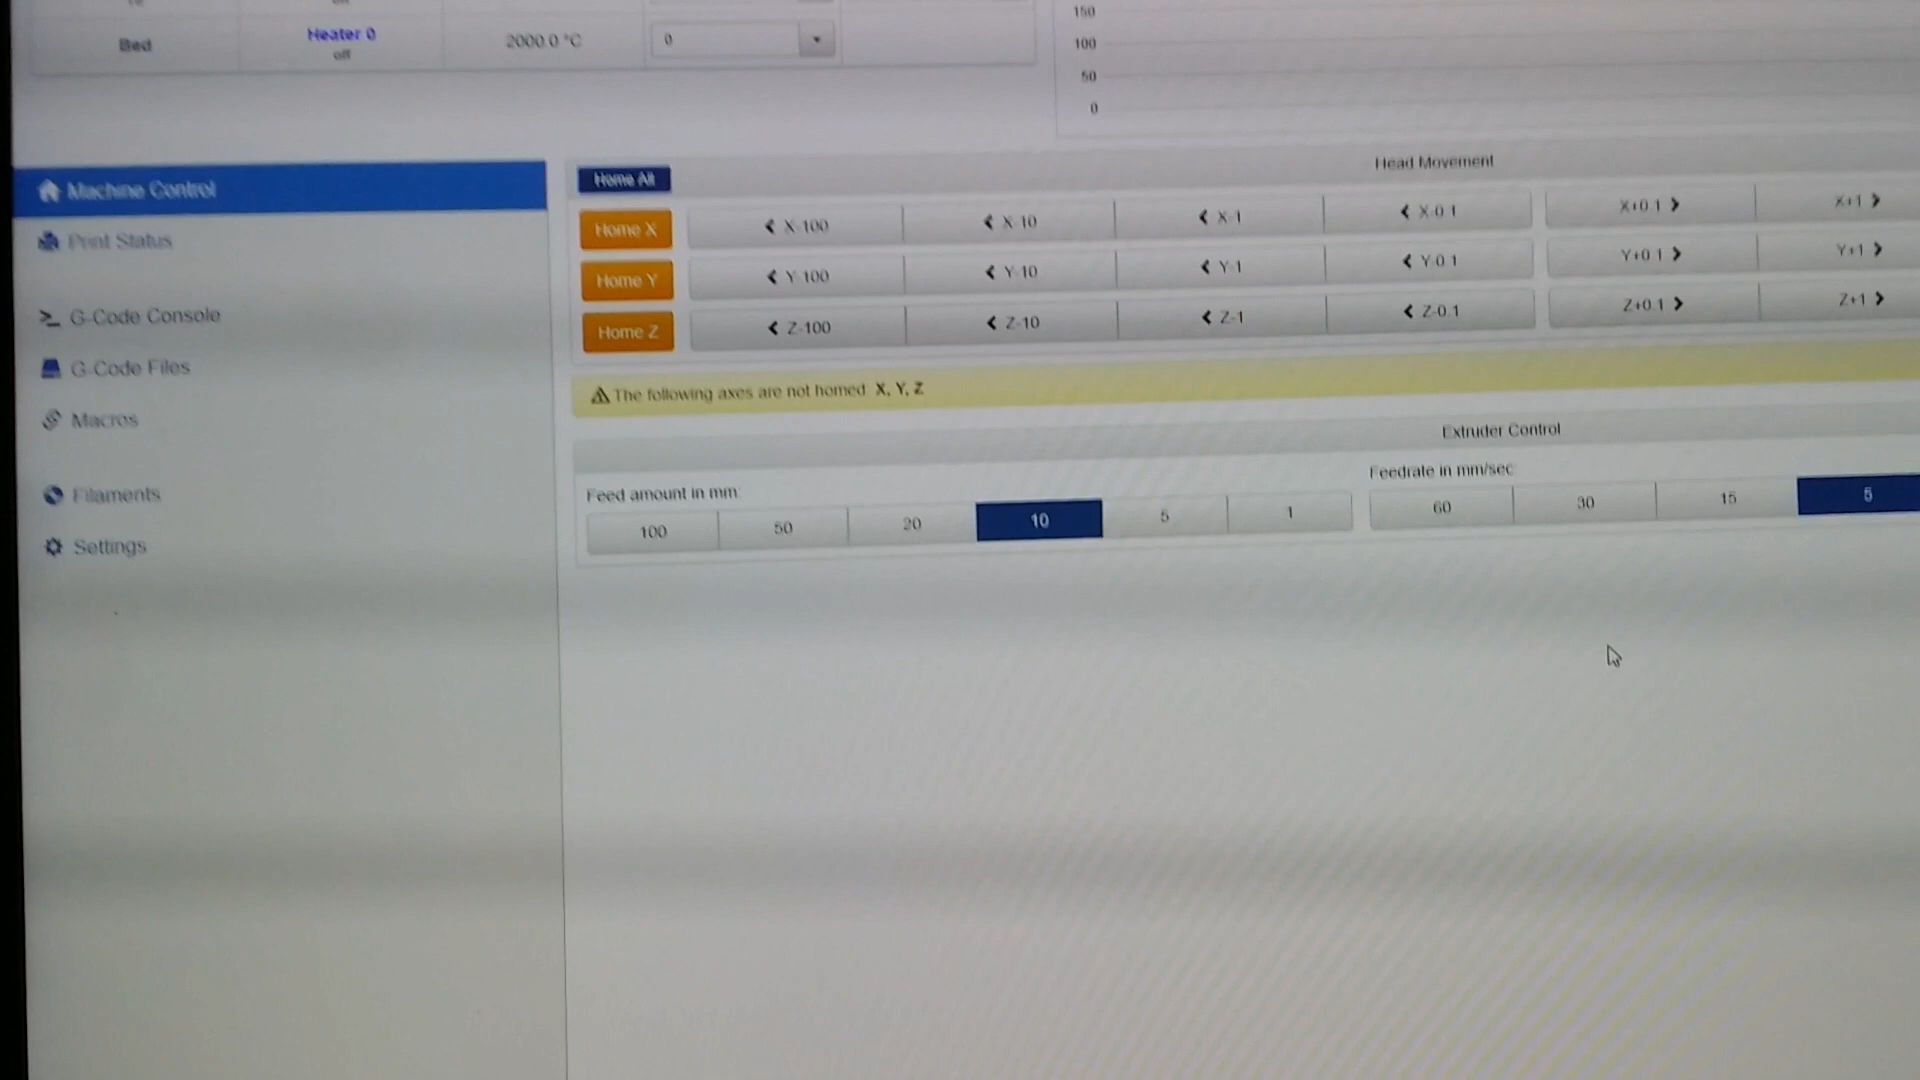 Bed
Heater 0
off
2000.0 °C
0
150
100
50
0
Machine Control
Print Status
G-Code Console
G-Code Files
Macros
Filaments
Settings
Home All
Head Movement
Home X
X-100
X-10
X-1
X-0.1
X+0.1
X+1
Home Y
Y-100
Y-10
Y-1
Y-0.1
Y+0.1
Y+1
Home Z
Z-100
Z-10
Z-1
Z-0.1
Z+0.1
Z+1
The following axes are not homed X, Y, Z
Extruder Control
Feed amount in mm:
100
50
20
10
5
1
Feedrate in mm/sec
60
30
15
5